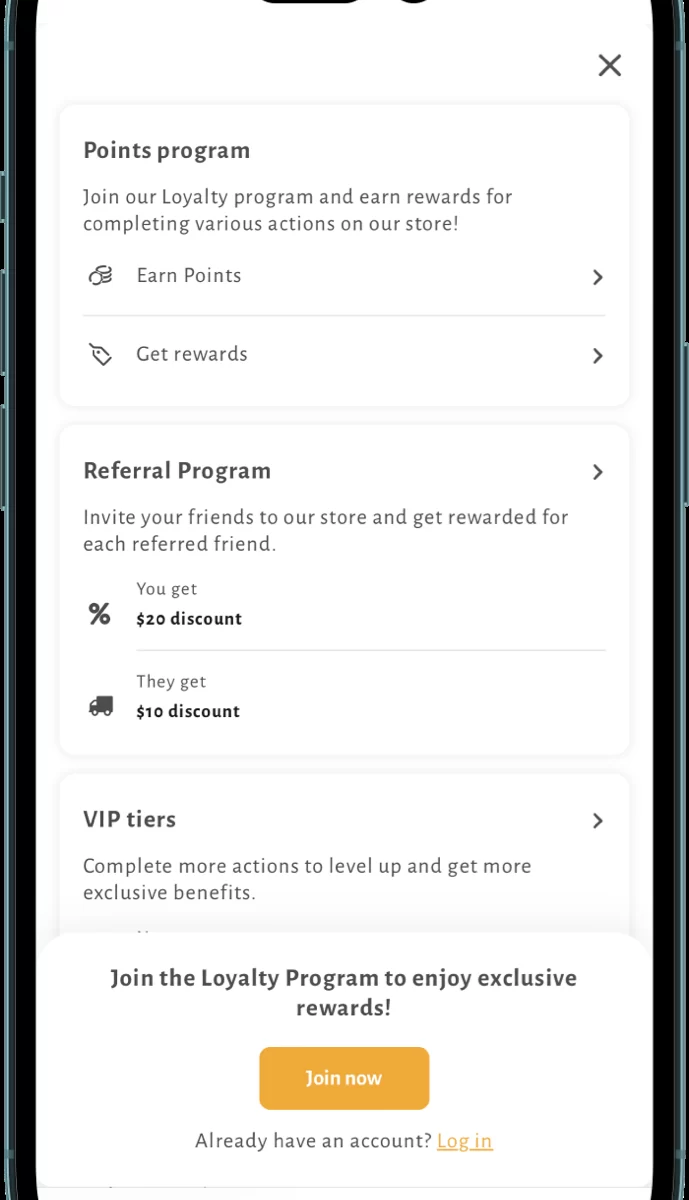 Points program
Join our Loyalty program and earn rewards for
completing various actions on our store!
Earn Points
Get rewards
Referral Program
Invite your friends to our store and get rewarded for
each referred friend.
You get
$20 discount
They get
$10 discount
VIP tiers
Complete more actions to level up and get more
exclusive benefits.
Join the Loyalty Program to enjoy exclusive
rewards!
Join now
Already have an account? Log in